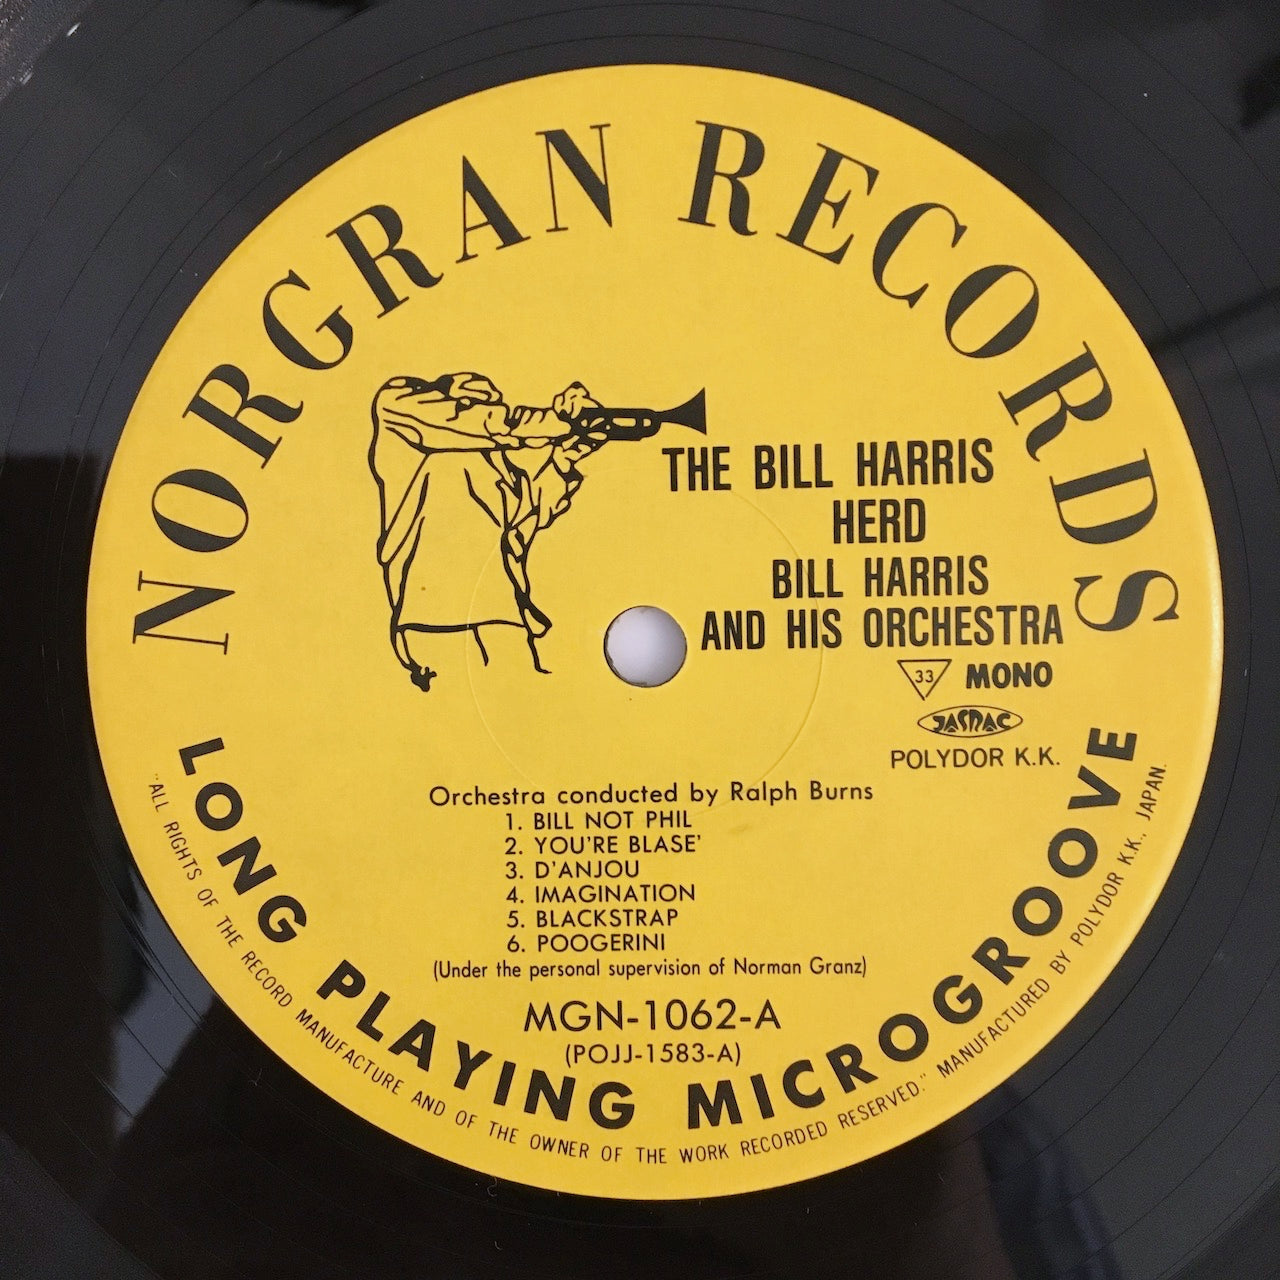 NORGRAN RECORDS
THE BILL HARRIS
HERD
BILL HARRIS
AND HIS ORCHESTRA
33 MONO
JASRAC
POLYDOR K.K.
Orchestra conducted by Ralph Burns
1. BILL NOT PHIL
2. YOU'RE BLASE'
3. D'ANJOU
4. IMAGINATION
5. BLACKSTRAP
6. POOGERINI
(Under the personal supervision of Norman Granz)
MGN-1062-A
(POJJ-1583-A)
LONG PLAYING MICROGROOVE
"ALL RIGHTS OF THE RECORD MANUFACTURE AND OF THE OWNER OF THE WORK RECORDED RESERVED." MANUFACTURED BY POLYDOR K.K., JAPAN.